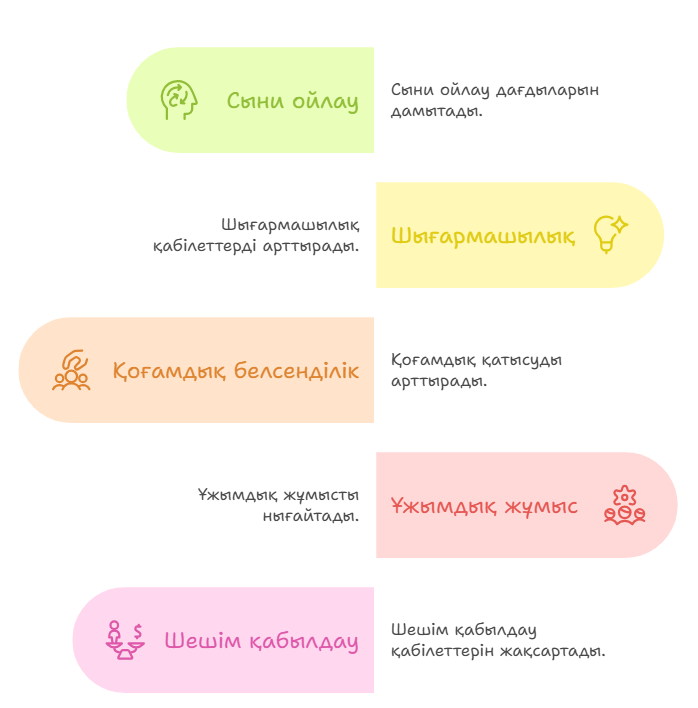 Сыни ойлау
Сыни ойлау дағдыларын
дамытады.
Шығармашылық
қабілеттерді арттырады.
Шығармашылық
Қоғамдық белсенділік
Қоғамдық қатысуды
арттырады.
Ұжымдық жұмысты
нығайтады.
Ұжымдық жұмыс
Шешім қабылдау
Шешім қабылдау
қабілеттерін жақсартады.